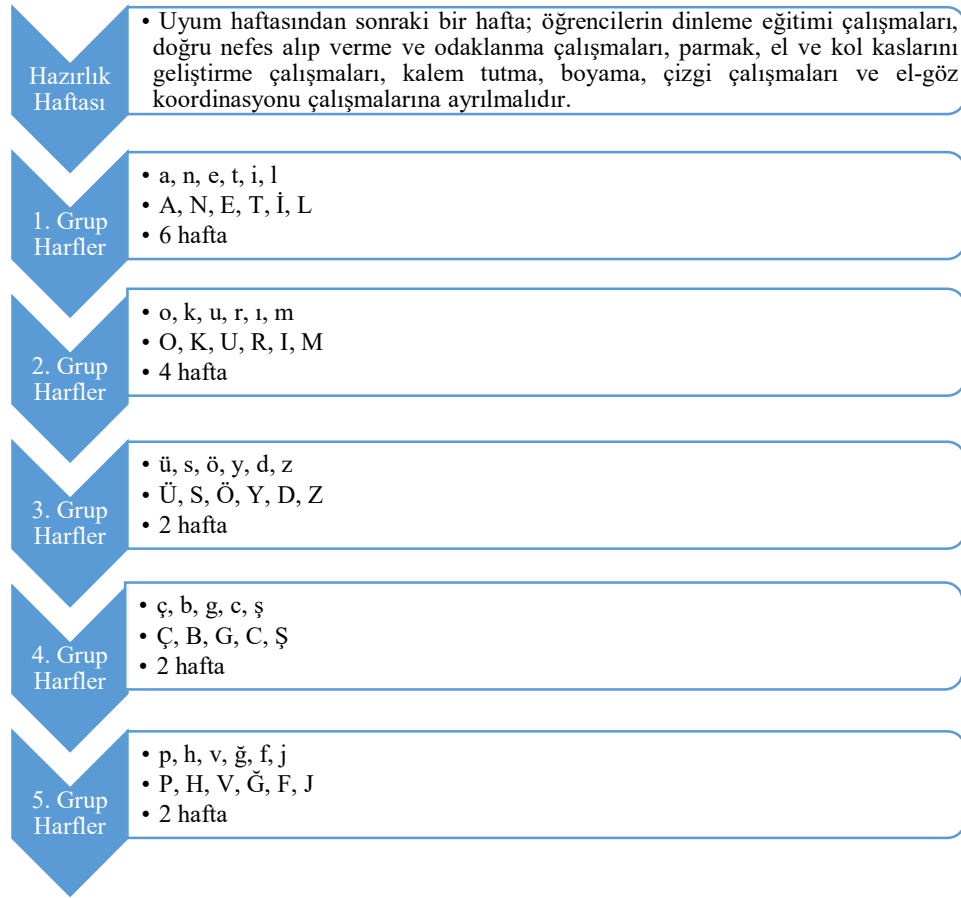 Hazırlık
Haftası
• Uyum haftasından sonraki bir hafta; öğrencilerin dinleme eğitimi çalışmaları,
doğru nefes alıp verme ve odaklanma çalışmaları, parmak, el ve kol kaslarını
geliştirme çalışmaları, kalem tutma, boyama, çizgi çalışmaları ve el-göz
koordinasyonu çalışmalarına ayrılmalıdır.
1. Grup
Harfler
• a, n, e, t, i, l
• A, N, E, T, İ, L
• 6 hafta
2. Grup
Harfler
• o, k, u, r, ı, m
• O, K, U, R, I, M
• 4 hafta
3. Grup
Harfler
• ü, s, ö, y, d, z
• Ü, S, Ö, Y, D, Z
• 2 hafta
4. Grup
Harfler
• ç, b, g, c, ş
• Ç, B, G, C, Ş
• 2 hafta
5. Grup
Harfler
• p, h, v, ğ, f, j
• P, H, V, Ğ, F, J
• 2 hafta